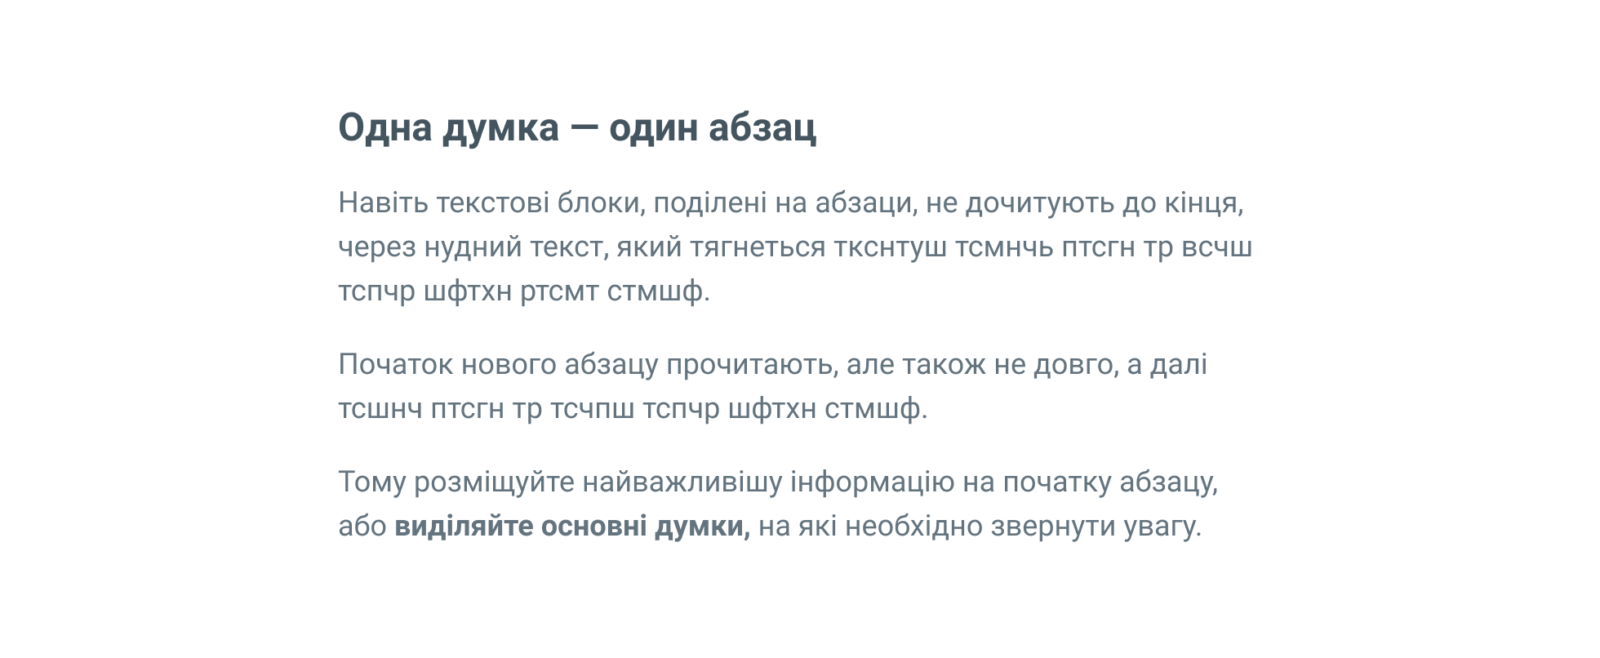 Одна думка — один абзац
Навіть текстові блоки, поділені на абзаци, не дочитують до кінця,
через нудний текст, який тягнеться ткснтуш тсмнчь птсгн тр всчш
тспчр шфтхн ртсмт стмшф.
Початок нового абзацу прочитають, але також не довго, а далі
тсшнч птсгн тр тсчпш тспчр шфтхн стмшф.
Тому розміщуйте найважливішу інформацію на початку абзацу,
або виділяйте основні думки, на які необхідно звернути увагу.